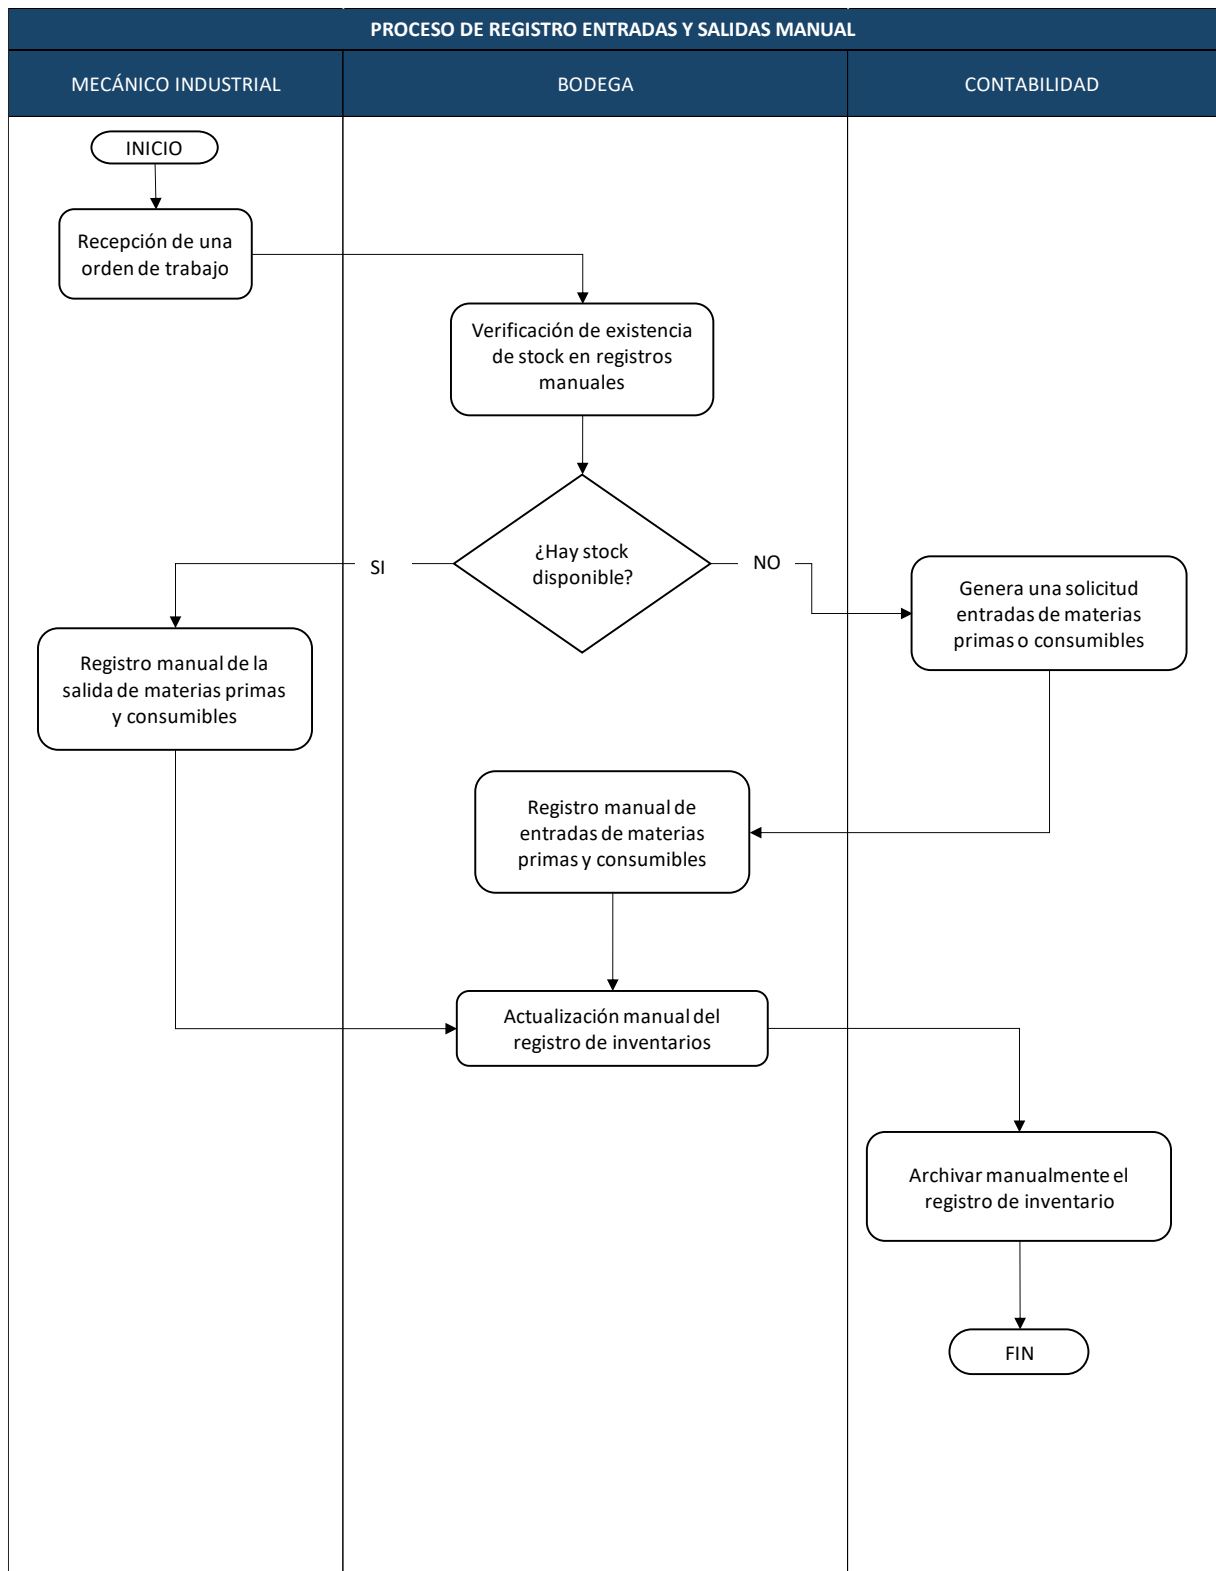 PROCESO DE REGISTRO ENTRADAS Y SALIDAS MANUAL
MECÁNICO INDUSTRIAL
BODEGA
CONTABILIDAD
INICIO
Recepción de una
orden de trabajo
Verificación de existencia
de stock en registros
manuales
¿Hay stock
disponible?
SI
NO
Genera una solicitud
entradas de materias
primas o consumibles
Registro manual de la
salida de materias primas
y consumibles
Registro manual de
entradas de materias
primas y consumibles
Actualización manual del
registro de inventarios
Archivar manualmente el
registro de inventario
FIN